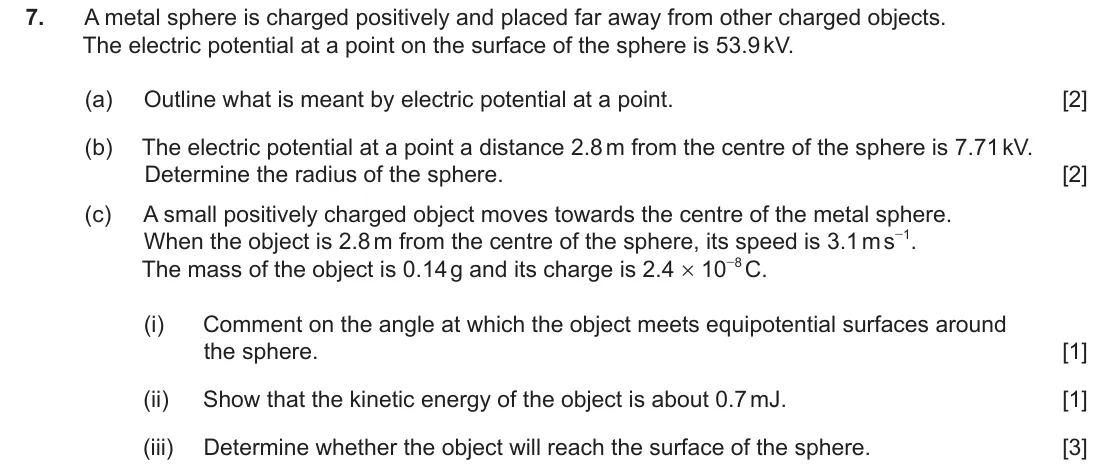 7. A metal sphere is charged positively and placed far away from other charged objects.
The electric potential at a point on the surface of the sphere is 53.9 kV.
(a) Outline what is meant by electric potential at a point. [2]
(b) The electric potential at a point a distance 2.8 m from the centre of the sphere is 7.71 kV.
Determine the radius of the sphere. [2]
(c) A small positively charged object moves towards the centre of the metal sphere.
When the object is 2.8 m from the centre of the sphere, its speed is 3.1 m s⁻¹.
The mass of the object is 0.14 g and its charge is 2.4 × 10⁻⁸ C.
(i) Comment on the angle at which the object meets equipotential surfaces around
the sphere. [1]
(ii) Show that the kinetic energy of the object is about 0.7 mJ. [1]
(iii) Determine whether the object will reach the surface of the sphere. [3]